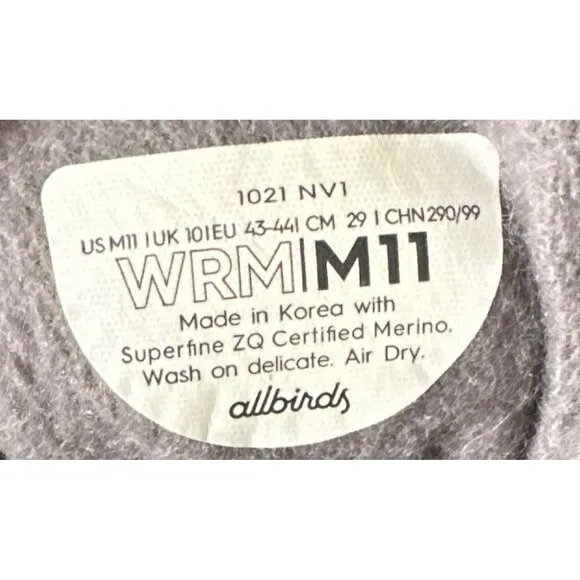 1021 NV1
US M11 | UK 10 | EU 43-44 | CM 29 | CHN 290/99
WRM|M11
Made in Korea with
Superfine ZQ Certified Merino.
Wash on delicate. Air Dry.
allbirds